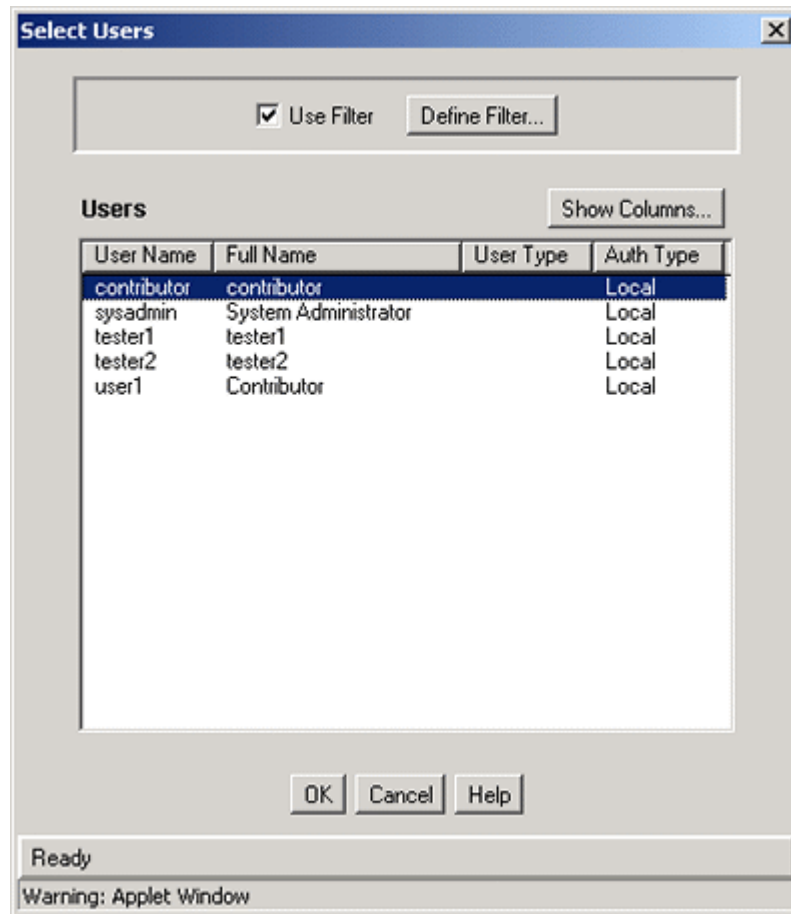 Select Users
Use Filter Define Filter...
Users Show Columns...
User Name Full Name User Type Auth Type
contributor contributor Local
sysadmin System Administrator Local
tester1 tester1 Local
tester2 tester2 Local
user1 Contributor Local
OK Cancel Help
Ready
Warning: Applet Window